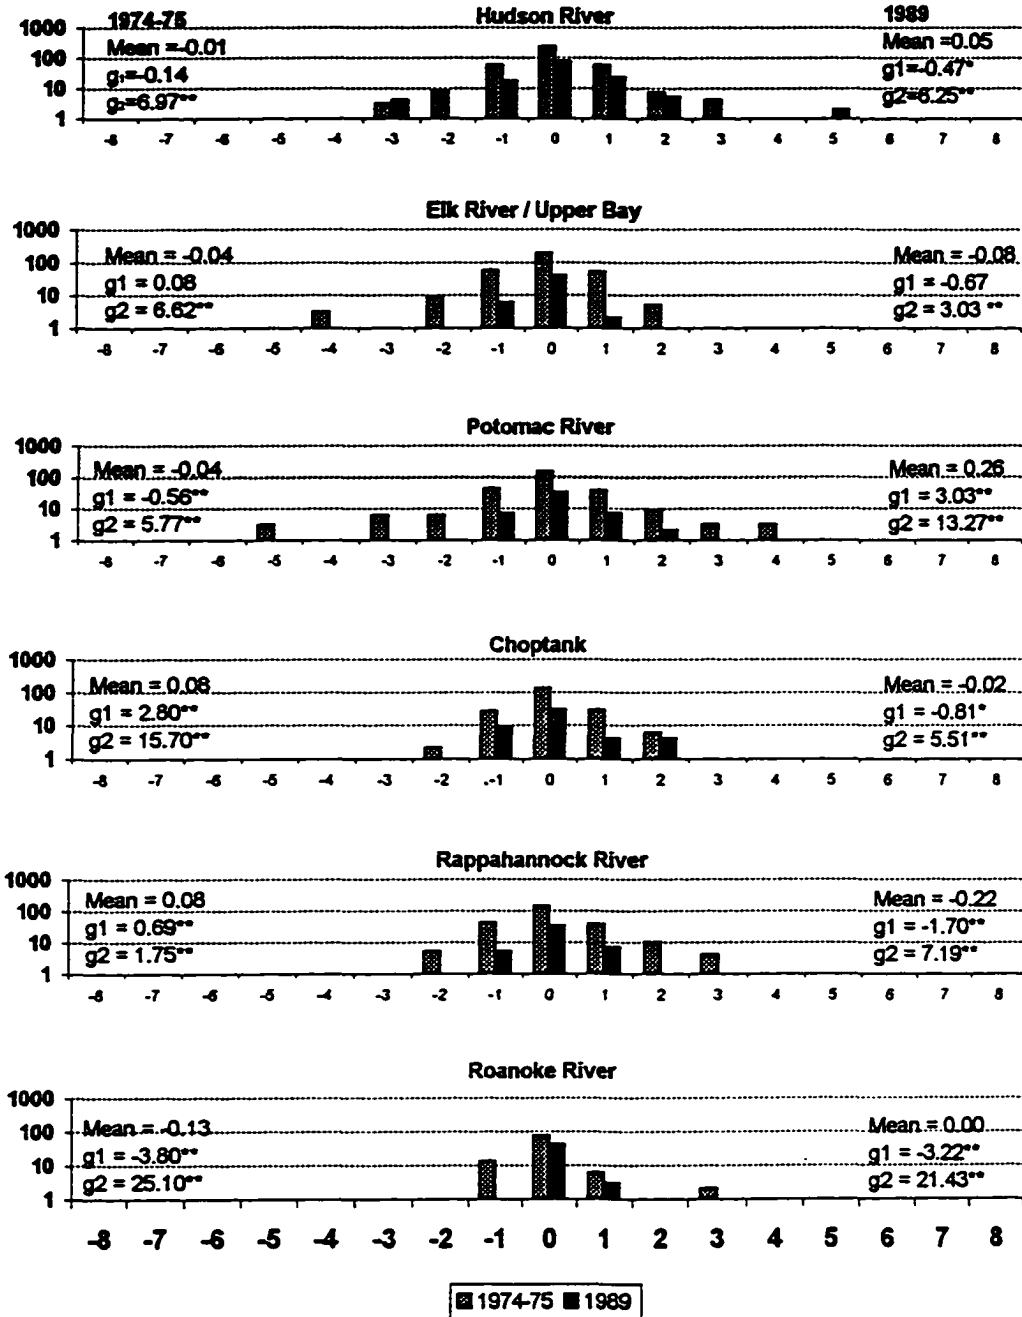 Hudson River
1974-75
1989
1000
100
10
1
Mean =-0.01
g₁=-0.14
g₂=6.97**
Mean =0.05
g1=-0.47*
g2=6.25**
-8 -7 -6 -5 -4 -3 -2 -1 0 1 2 3 4 5 6 7 8
Elk River / Upper Bay
1000
100
10
1
Mean = -0.04
g1 = 0.08
g2 = 6.62**
Mean = -0.08
g1 = -0.67
g2 = 3.03 **
-8 -7 -6 -5 -4 -3 -2 -1 0 1 2 3 4 5 6 7 8
Potomac River
1000
100
10
1
Mean = -0.04
g1 = -0.56**
g2 = 5.77**
Mean = 0.26
g1 = 3.03**
g2 = 13.27**
-8 -7 -6 -5 -4 -3 -2 -1 0 1 2 3 4 5 6 7 8
Choptank
1000
100
10
1
Mean = 0.08
g1 = 2.80**
g2 = 15.70**
Mean = -0.02
g1 = -0.81*
g2 = 5.51**
-8 -7 -6 -5 -4 -3 -2 -1 0 1 2 3 4 5 6 7 8
Rappahannock River
1000
100
10
1
Mean = 0.08
g1 = 0.69**
g2 = 1.75**
Mean = -0.22
g1 = -1.70**
g2 = 7.19**
-8 -7 -6 -5 -4 -3 -2 -1 0 1 2 3 4 5 6 7 8
Roanoke River
1000
100
10
1
Mean = -0.13
g1 = -3.80**
g2 = 25.10**
Mean = 0.00
g1 = -3.22**
g2 = 21.43**
-8 -7 -6 -5 -4 -3 -2 -1 0 1 2 3 4 5 6 7 8
1974-75 1989